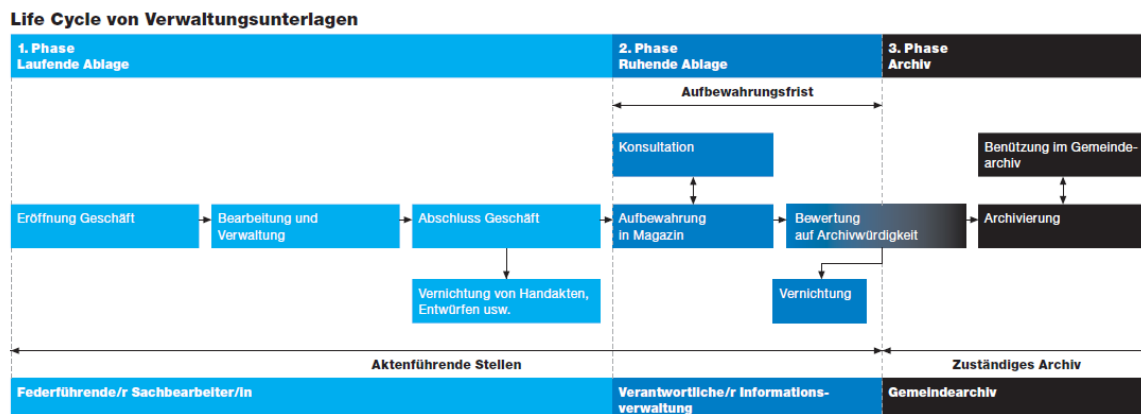 Life Cycle von Verwaltungsunterlagen
1. Phase
Laufende Ablage
2. Phase
Ruhende Ablage
3. Phase
Archiv
Aufbewahrungsfrist
Konsultation
Benützung im Gemeinde-
archiv
Eröffnung Geschäft
Bearbeitung und
Verwaltung
Abschluss Geschäft
Aufbewahrung
in Magazin
Bewertung
auf Archivwürdigkeit
Archivierung
Vernichtung von Handakten,
Entwürfen usw.
Vernichtung
Aktenführende Stellen
Zuständiges Archiv
Federführende/r Sachbearbeiter/in
Verantwortliche/r Informations-
verwaltung
Gemeindearchiv